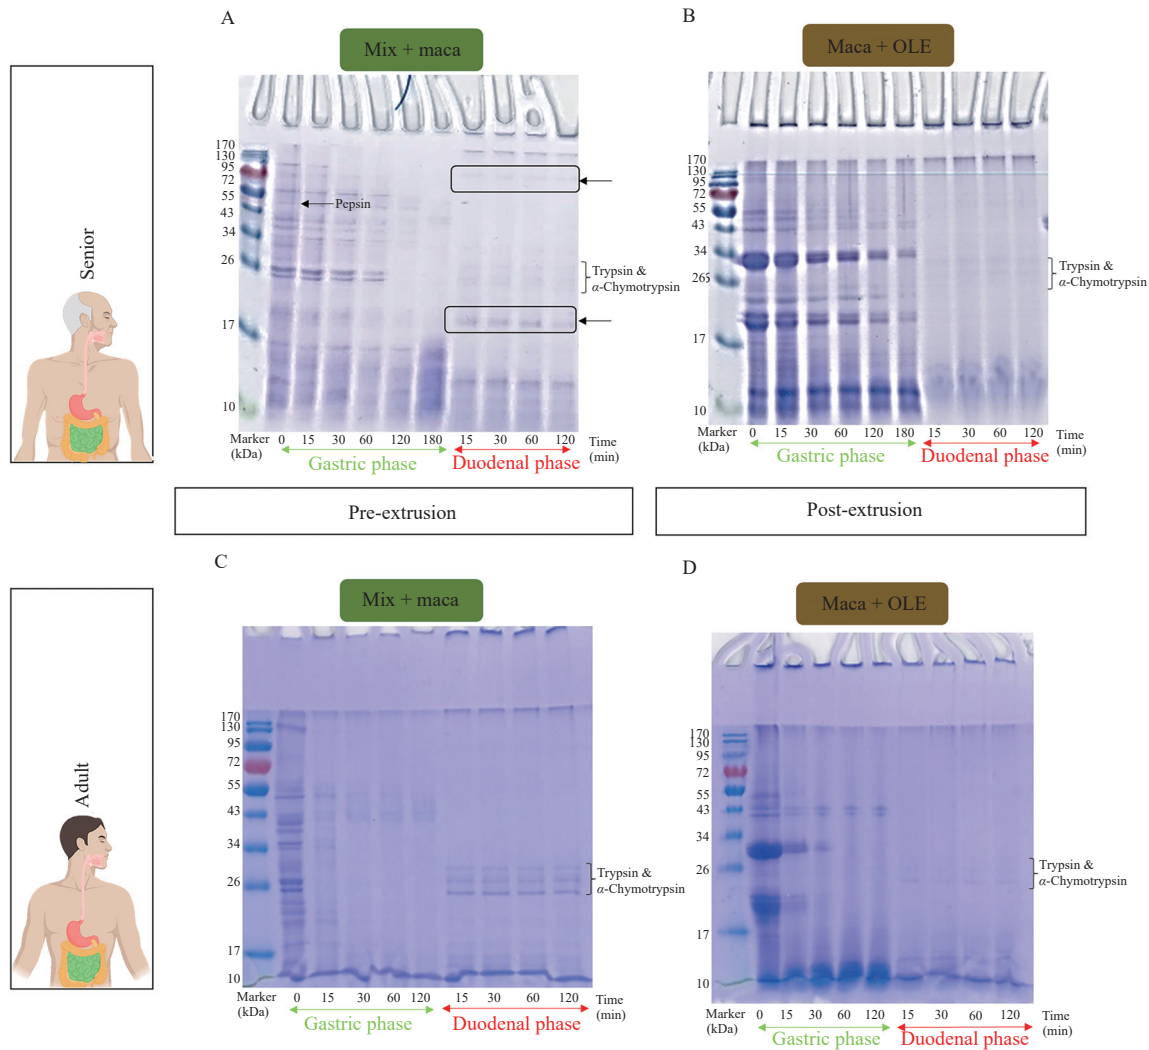 A
B
Mix + maca
Maca + OLE
Senior
170
130
95
72
55
43
34
26
17
10
Pepsin
Trypsin &
α-Chymotrypsin
Marker
(kDa)
0 15 30 60 120 180 15 30 60 120
Time
(min)
Gastric phase
Duodenal phase
170
130
95
72
55
43
34
265
17
10
Trypsin &
α-Chymotrypsin
Marker
(kDa)
0 15 30 60 120 180 15 30 60 120
Time
(min)
Gastric phase
Duodenal phase
Pre-extrusion
Post-extrusion
C
D
Mix + maca
Maca + OLE
Adult
170
130
95
72
55
43
34
26
17
10
Trypsin &
α-Chymotrypsin
Marker
(kDa)
0 15 30 60 120 15 30 60 120
Time
(min)
Gastric phase
Duodenal phase
170
130
95
72
55
43
34
26
17
10
Trypsin &
α-Chymotrypsin
Marker
(kDa)
0 15 30 60 120 15 30 60 120
Time
(min)
Gastric phase
Duodenal phase